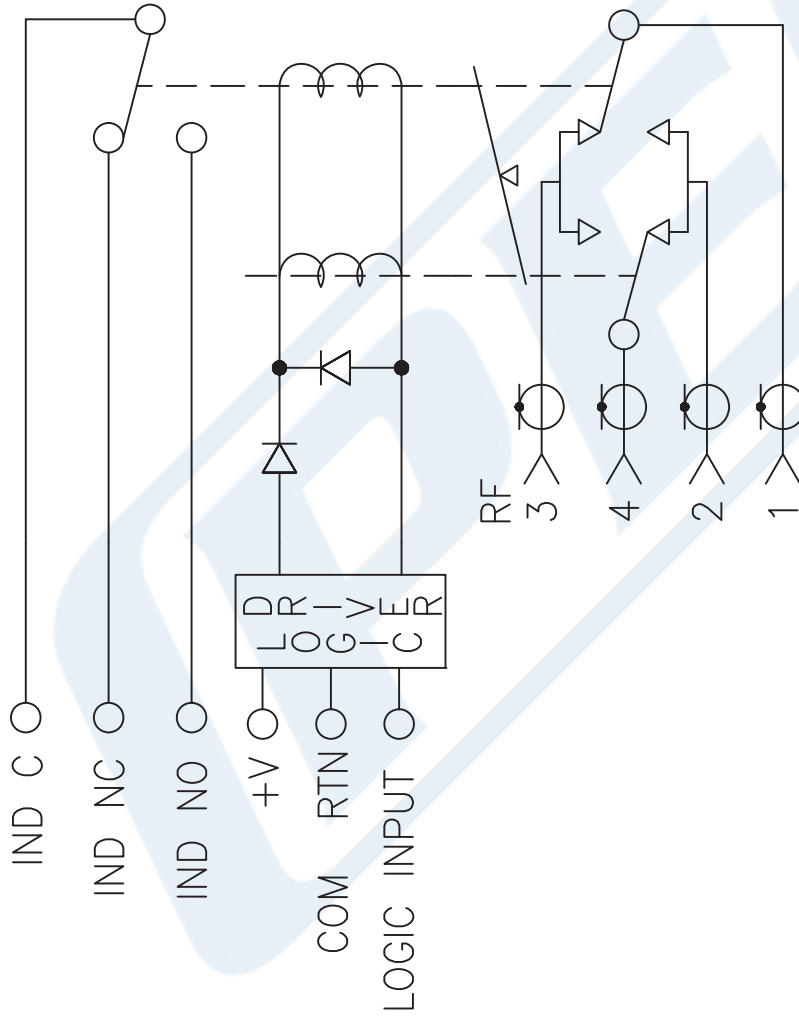 IND C
IND NC
IND NO
+V
COM RTN
LOGIC INPUT
LOGIC
DRIVER
RF
3
4
2
1